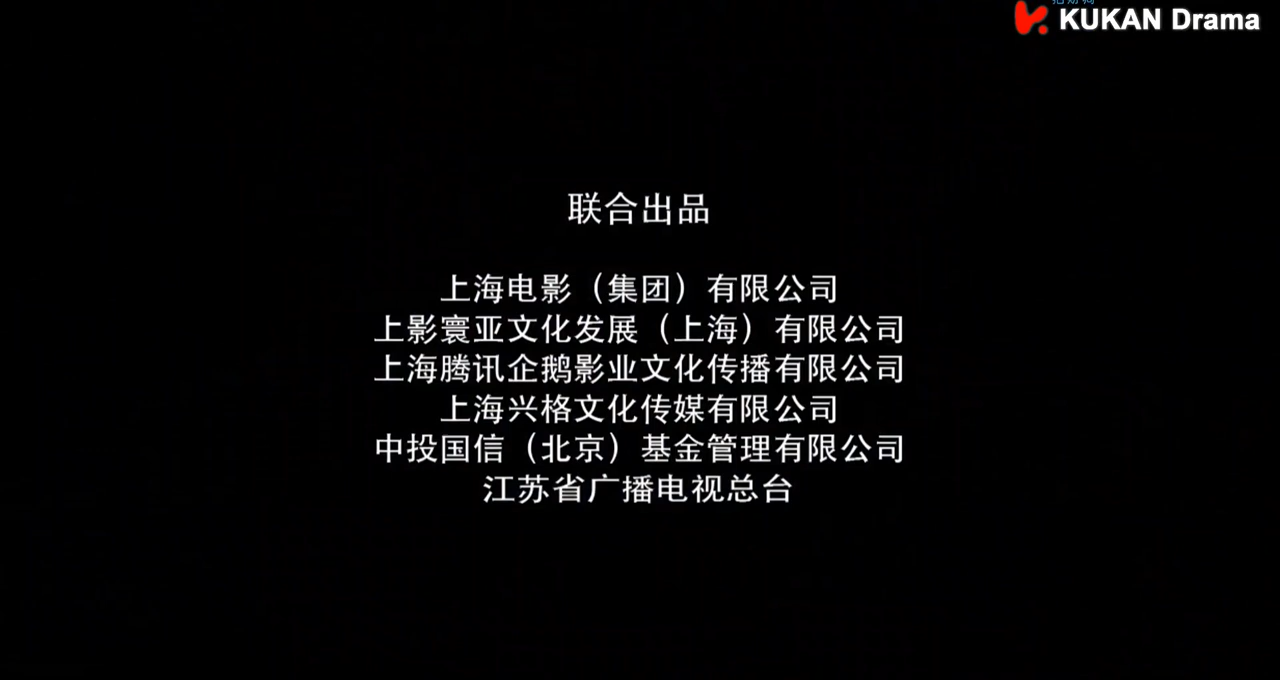 KUKAN Drama
联合出品
上海电影（集团）有限公司
上影寰亚文化发展（上海）有限公司
上海腾讯企鹅影业文化传播有限公司
上海兴格文化传媒有限公司
中投国信（北京）基金管理有限公司
江苏省广播电视总台